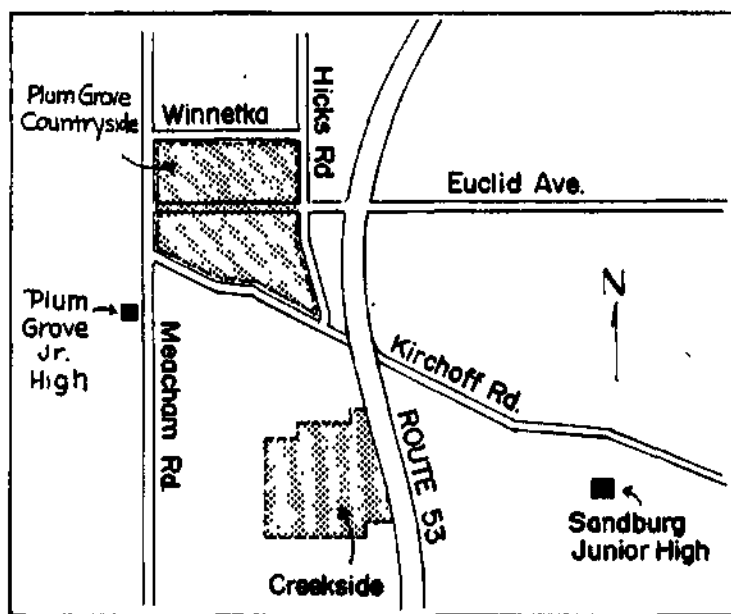 Plum Grove
Countryside
Winnetka
Hicks Rd
Euclid Ave.
N
Plum
Grove
Jr.
High
Meacham Rd.
Kirchoff Rd.
ROUTE 53
Sandburg
Junior High
Creekside